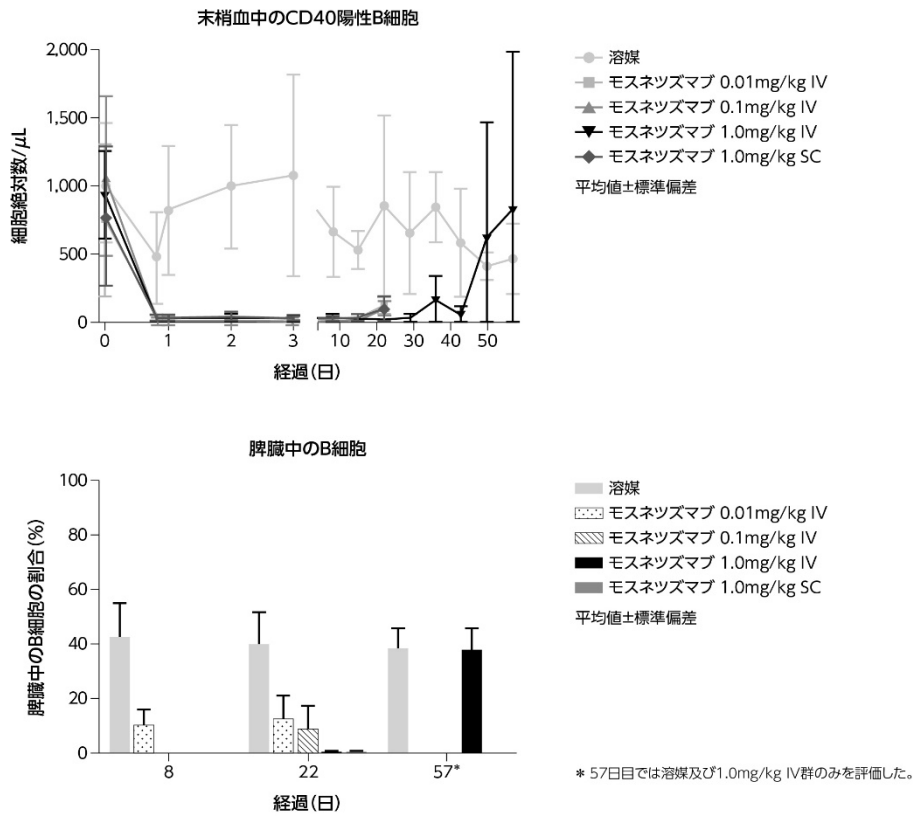 末梢血中のCD40陽性B細胞
細胞絶対数/μL
2,000
1,500
1,000
500
0
0 1 2 3 10 20 30 40 50
経過(日)
溶媒
モスネツズマブ 0.01mg/kg IV
モスネツズマブ 0.1mg/kg IV
モスネツズマブ 1.0mg/kg IV
モスネツズマブ 1.0mg/kg SC
平均値±標準偏差
脾臓中のB細胞
脾臓中のB細胞の割合(%)
100
80
60
40
20
0
8 22 57*
経過(日)
溶媒
モスネツズマブ 0.01mg/kg IV
モスネツズマブ 0.1mg/kg IV
モスネツズマブ 1.0mg/kg IV
モスネツズマブ 1.0mg/kg SC
平均値±標準偏差
* 57日目では溶媒及び1.0mg/kg IV群のみを評価した。